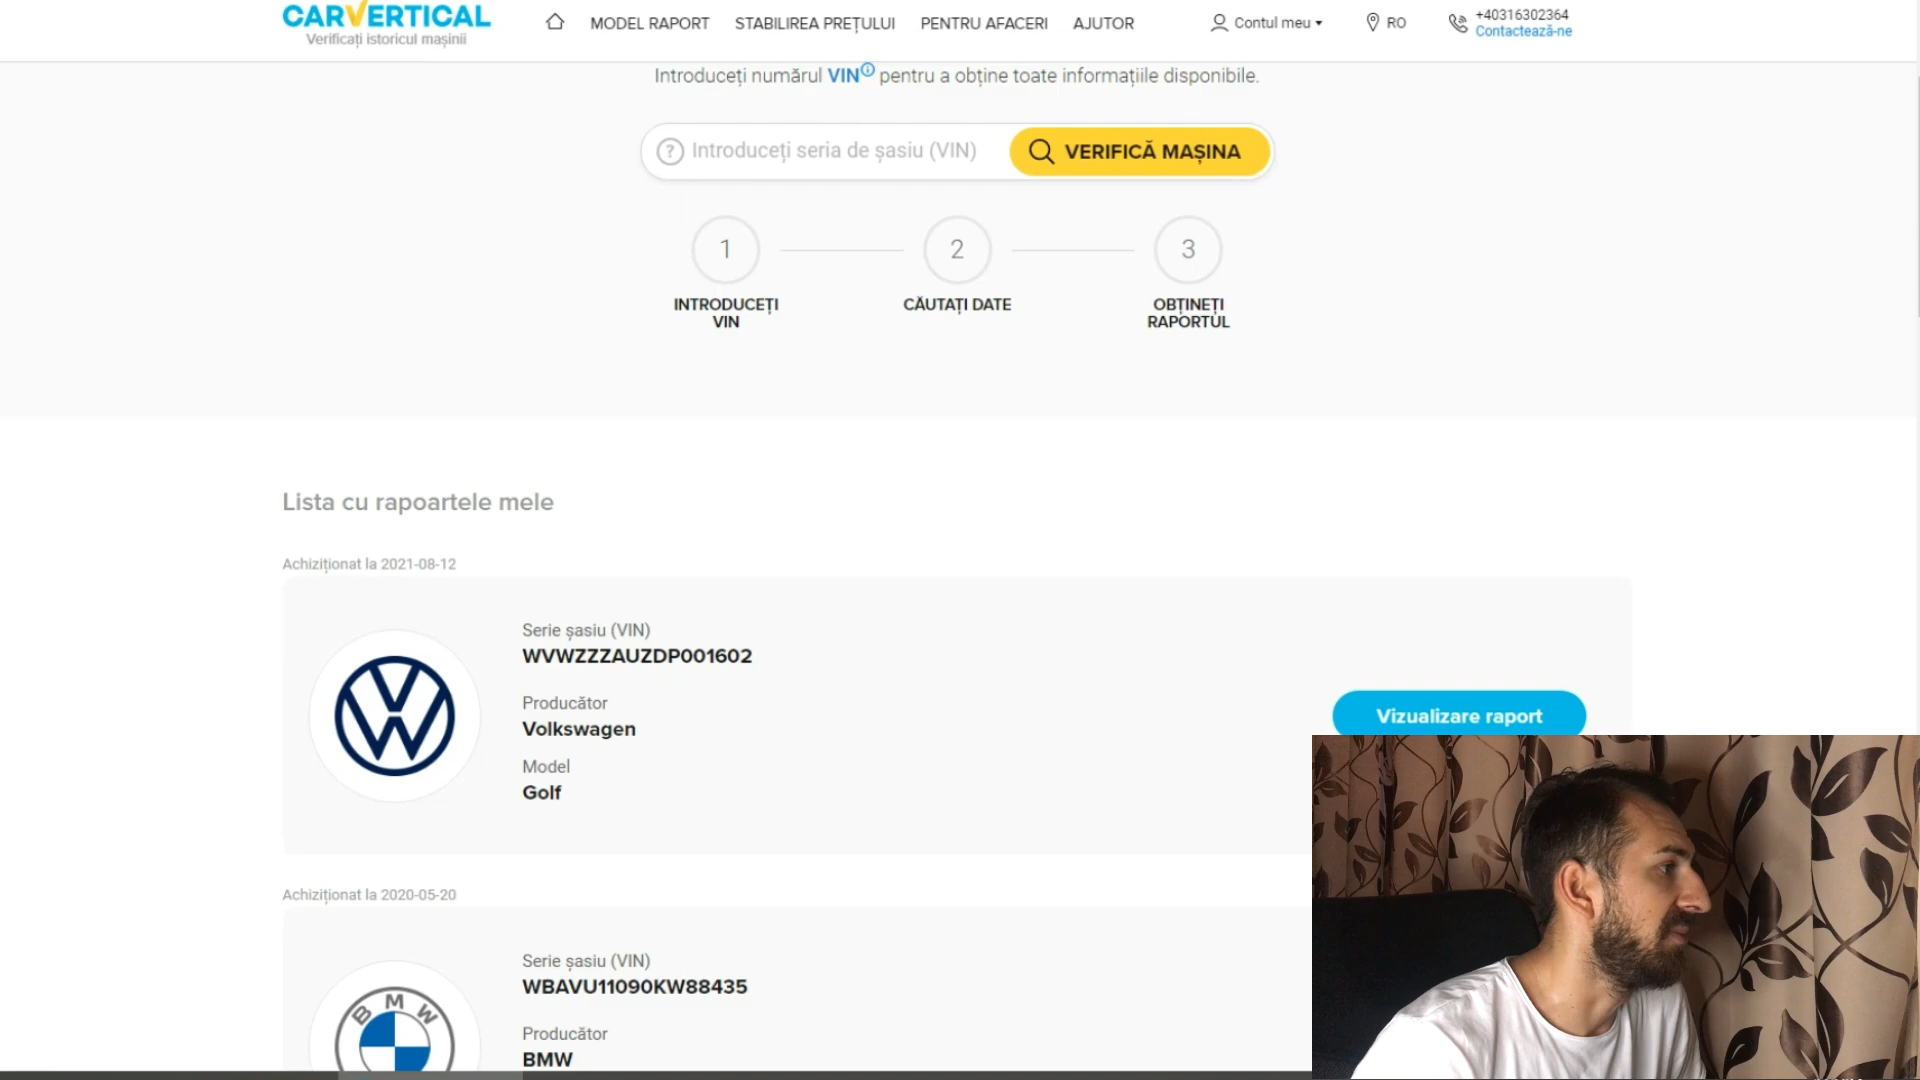 CARVERTICAL
Verificați istoricul mașinii
MODEL RAPORT
STABILIREA PREȚULUI
PENTRU AFACERI
AJUTOR
Contul meu
RO
+40316302364
Contactează-ne
Introduceți numărul VIN pentru a obține toate informațiile disponibile.
Introduceți seria de șasiu (VIN)
VERIFICĂ MAȘINA
1
2
3
INTRODUCEȚI
VIN
CĂUTAȚI DATE
OBȚINEȚI
RAPORTUL
Lista cu rapoartele mele
Achiziționat la 2021-08-12
Serie șasiu (VIN)
WVWZZZAUZDP001602
Producător
Volkswagen
Model
Golf
Vizualizare raport
Achiziționat la 2020-05-20
Serie șasiu (VIN)
WBAVU11090KW88435
Producător
BMW
BMW